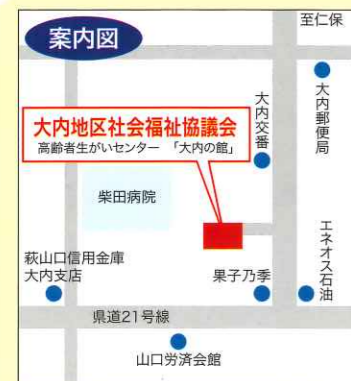 案内図
至仁保
大内地区社会福祉協議会
高齢者生がいセンター 「大内の館」
大内交番
大内郵便局
柴田病院
エネオス石油
萩山口信用金庫
大内支店
果子乃季
県道21号線
山口労済会館